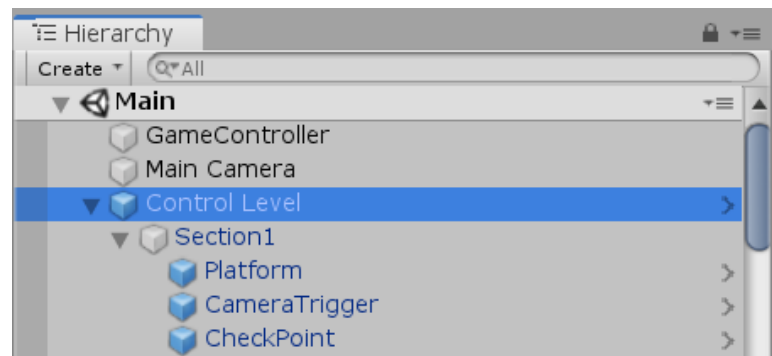 Hierarchy
Create All
Main
GameController
Main Camera
Control Level
Section1
Platform
CameraTrigger
CheckPoint